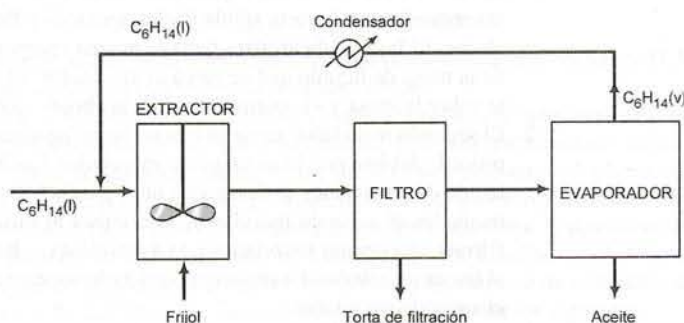 Condensador
C₆H₁₄(l)
C₆H₁₄(v)
EXTRACTOR
FILTRO
EVAPORADOR
C₆H₁₄(l)
Frijol
Torta de filtración
Aceite